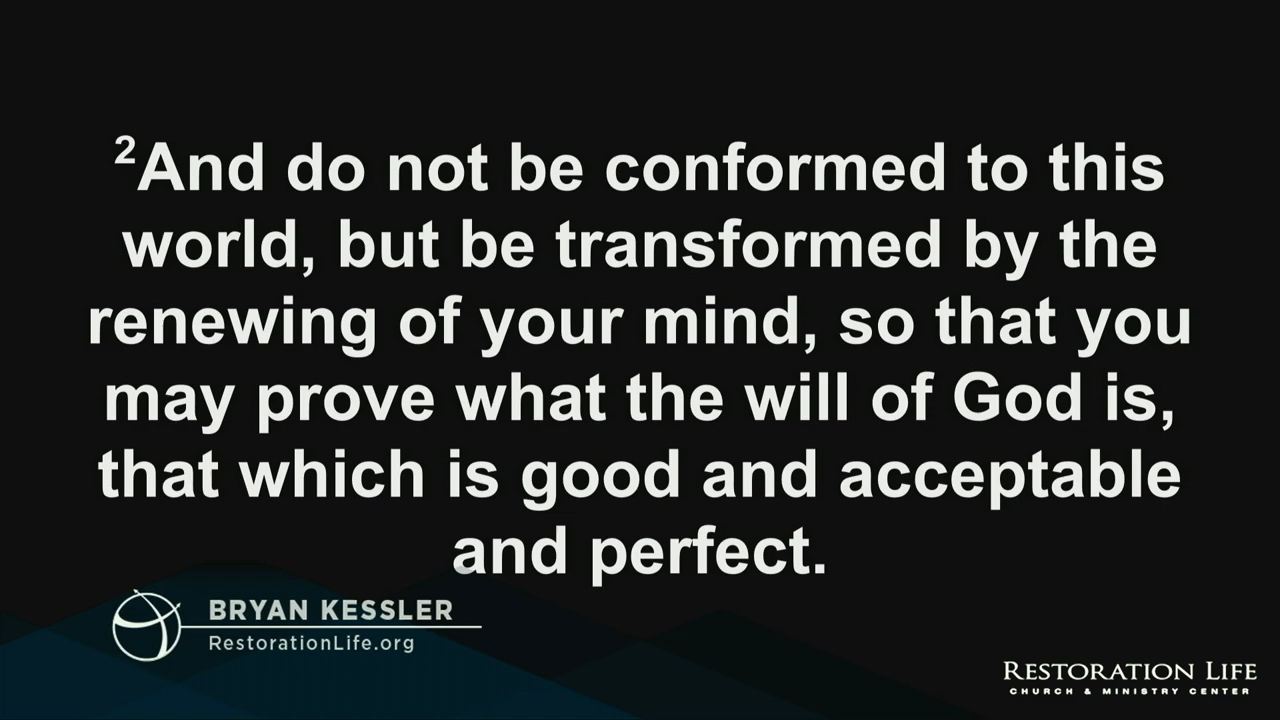 ²And do not be conformed to this
world, but be transformed by the
renewing of your mind, so that you
may prove what the will of God is,
that which is good and acceptable
and perfect.
BRYAN KESSLER
RestorationLife.org
RESTORATION LIFE
CHURCH & MINISTRY CENTER